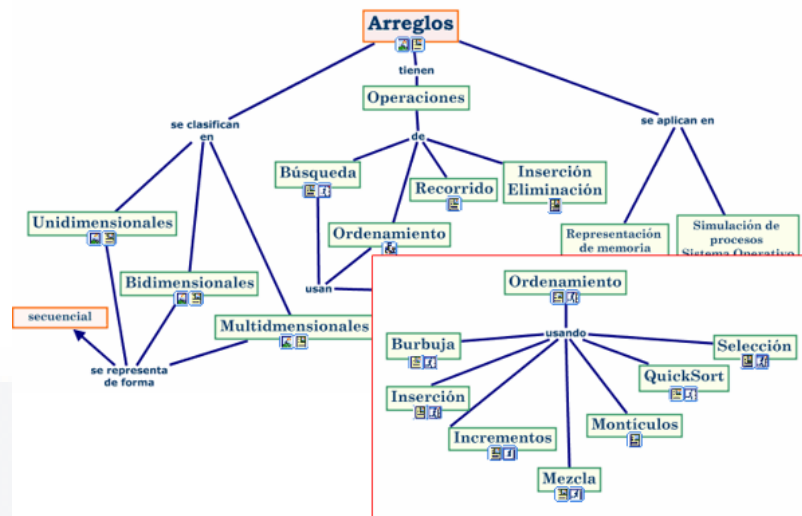 Arreglos
tienen
Operaciones
se clasifican
en
de
se aplican en
Búsqueda
Recorrido
Inserción
Eliminación
Unidimensionales
Ordenamiento
Representación
de memoria
Simulación de
procesos
Sistema Operativo
Bidimensionales
usan
secuencial
Multidmensionales
se representa
de forma
Ordenamiento
usando
Burbuja
Selección
QuickSort
Inserción
Montículos
Incrementos
Mezcla